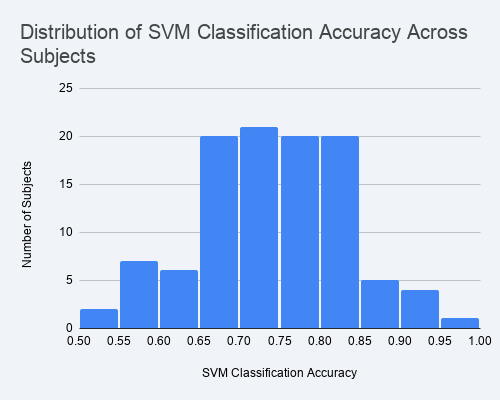 Distribution of SVM Classification Accuracy Across
Subjects
25
20
15
10
5
0
Number of Subjects
0.50 0.55 0.60 0.65 0.70 0.75 0.80 0.85 0.90 0.95 1.00
SVM Classification Accuracy